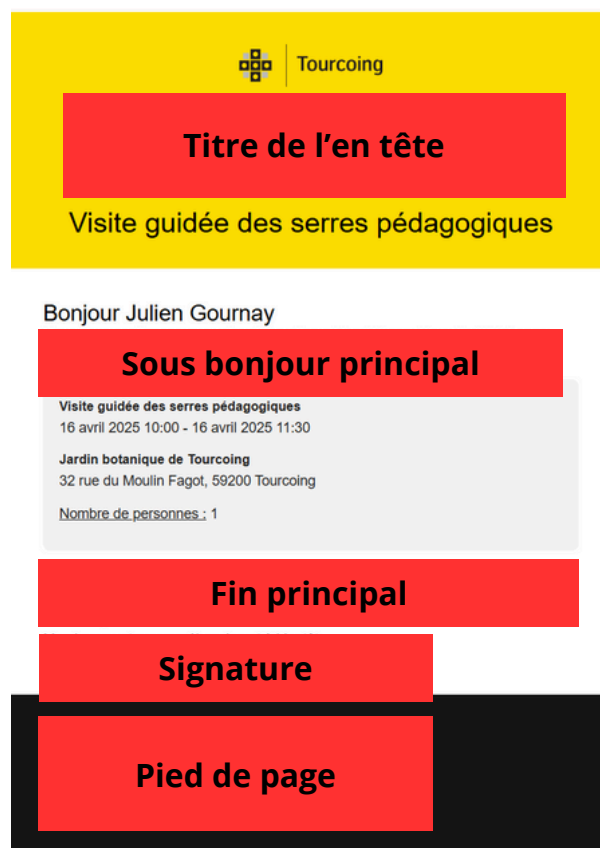 Tourcoing
Titre de l’en tête
Visite guidée des serres pédagogiques
Bonjour Julien Gournay
Sous bonjour principal
Visite guidée des serres pédagogiques
16 avril 2025 10:00 - 16 avril 2025 11:30
Jardin botanique de Tourcoing
32 rue du Moulin Fagot, 59200 Tourcoing
Nombre de personnes : 1
Fin principal
Signature
Pied de page